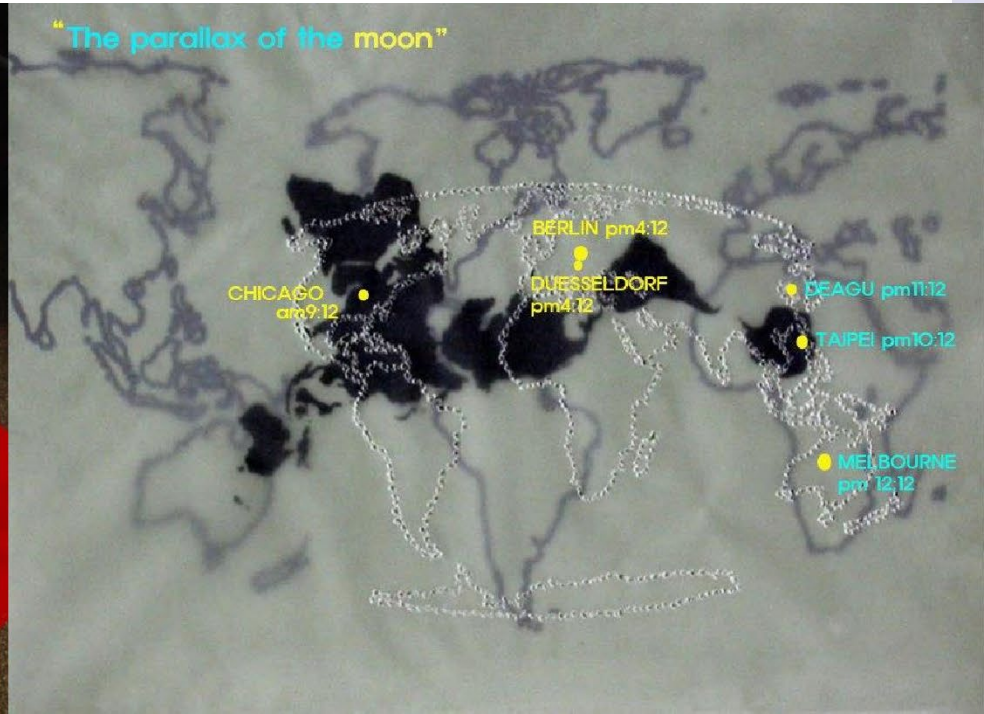 “The parallax of the moon”
BERLIN pm4:12
DUESSELDORF
pm4:12
CHICAGO
am9:12
DEAGU pm11:12
TAIPEI pm10:12
MELBOURNE
pm 12:12